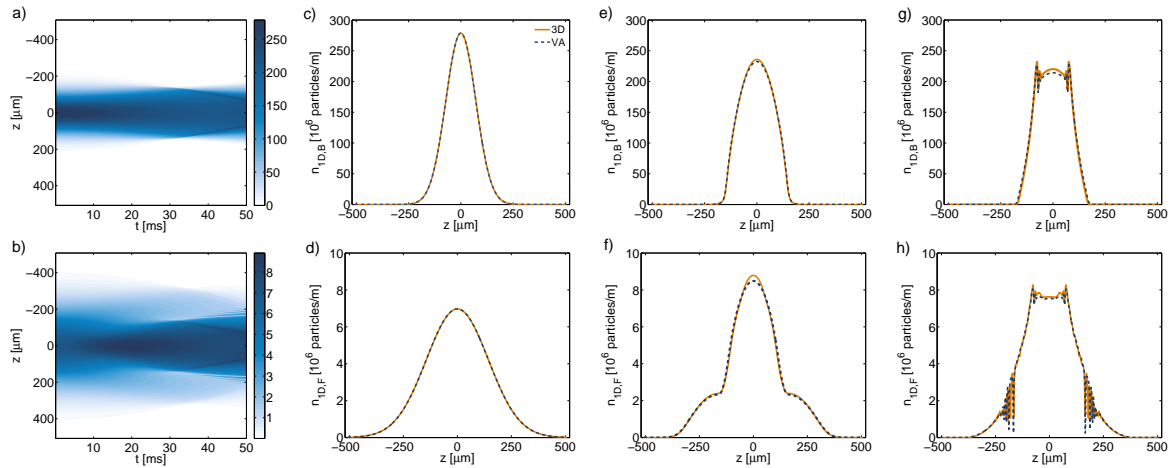 a)
−400
−200
0
200
400
z [µm]
10 20 30 40 50
t [ms]
250
200
150
100
50
0
c)
300
250
200
150
100
50
0
n1D,B [10^6 particles/m]
−500 −250 0 250 500
z [µm]
3D
VA
e)
300
250
200
150
100
50
0
n1D,B [10^6 particles/m]
−500 −250 0 250 500
z [µm]
g)
300
250
200
150
100
50
0
n1D,B [10^6 particles/m]
−500 −250 0 250 500
z [µm]
b)
−400
−200
0
200
400
z [µm]
10 20 30 40 50
t [ms]
8
7
6
5
4
3
2
1
d)
10
8
6
4
2
0
n1D,F [10^6 particles/m]
−500 −250 0 250 500
z [µm]
f)
10
8
6
4
2
0
n1D,F [10^6 particles/m]
−500 −250 0 250 500
z [µm]
h)
10
8
6
4
2
0
n1D,F [10^6 particles/m]
−500 −250 0 250 500
z [µm]